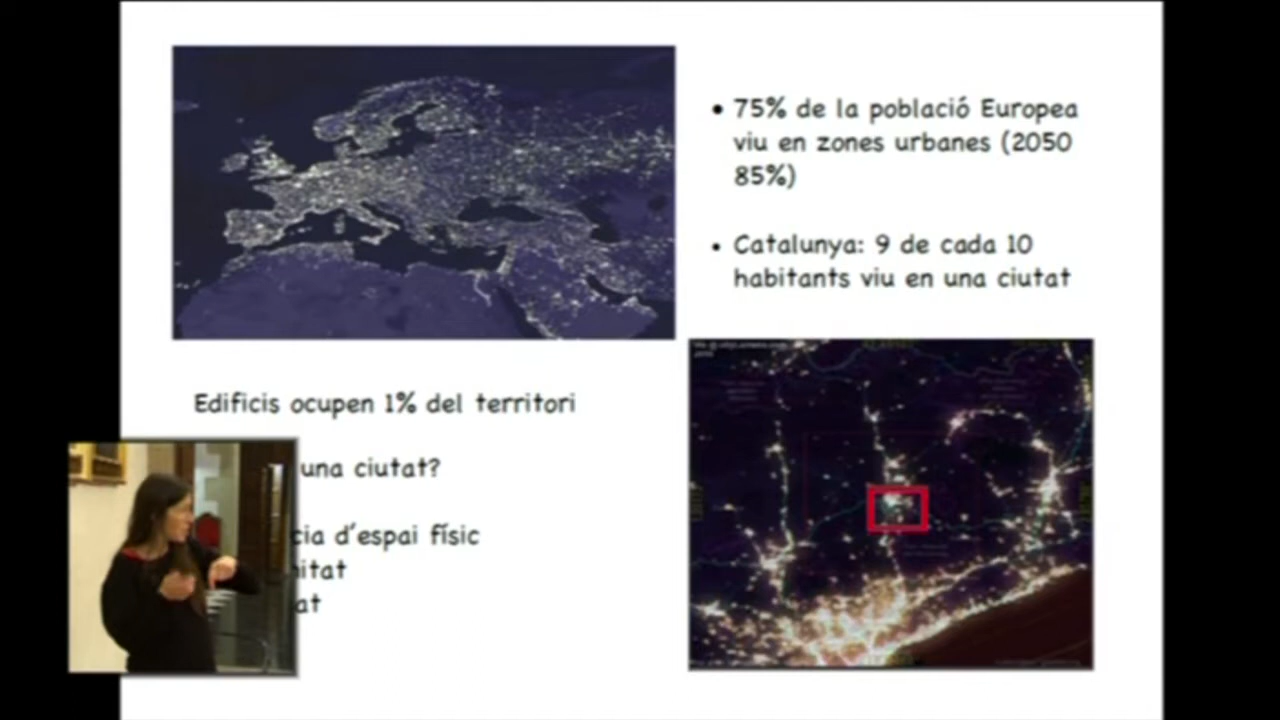 • 75% de la població Europea
viu en zones urbanes (2050
85%)
• Catalunya: 9 de cada 10
habitants viu en una ciutat
Edificis ocupen 1% del territori
una ciutat?
cia d'espai físic
itat
at